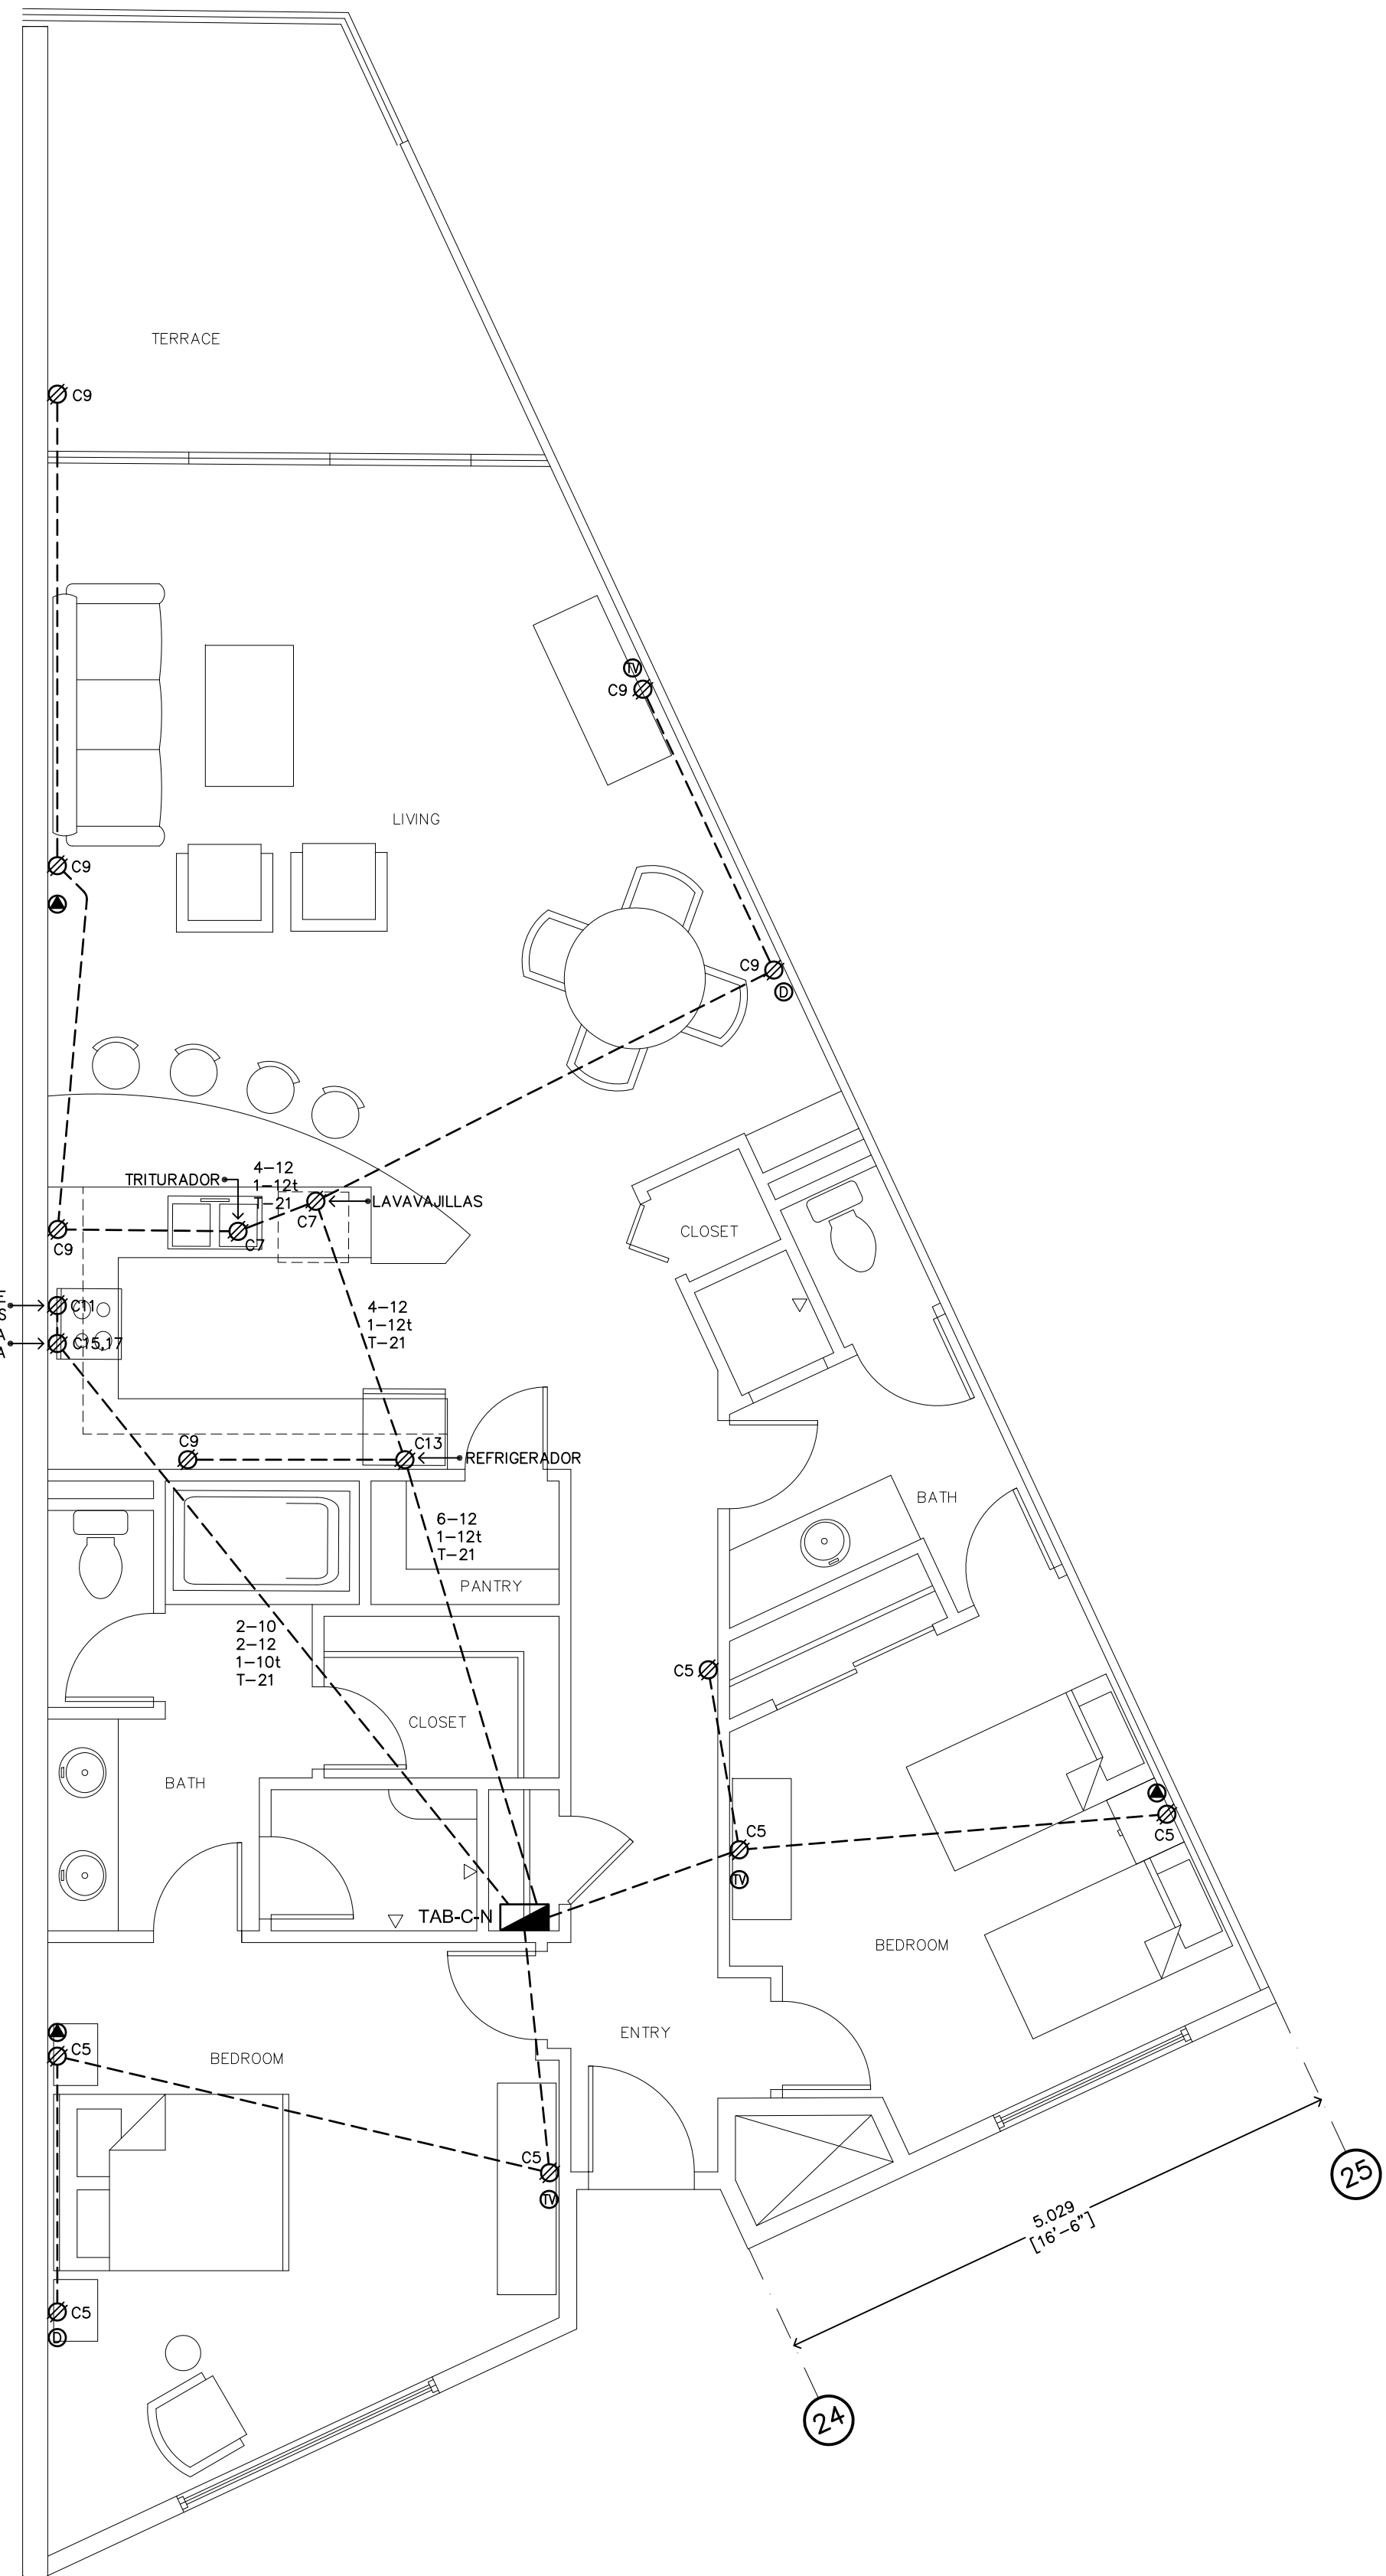 TERRACE
C9
TV
C9
LIVING
C9
C9
D
4-12
1-12t
T-21
TRITURADOR
LAVAVAJILLAS
C7
C7
C9
CLOSET
C11
C15,17
4-12
1-12t
T-21
C9
C13
REFRIGERADOR
BATH
6-12
1-12t
T-21
PANTRY
2-10
2-12
1-10t
T-21
C5
CLOSET
BATH
C5
C5
TV
TAB-C-N
BEDROOM
ENTRY
C5
BEDROOM
C5
TV
5.029
[16'-6"]
25
C5
D
24